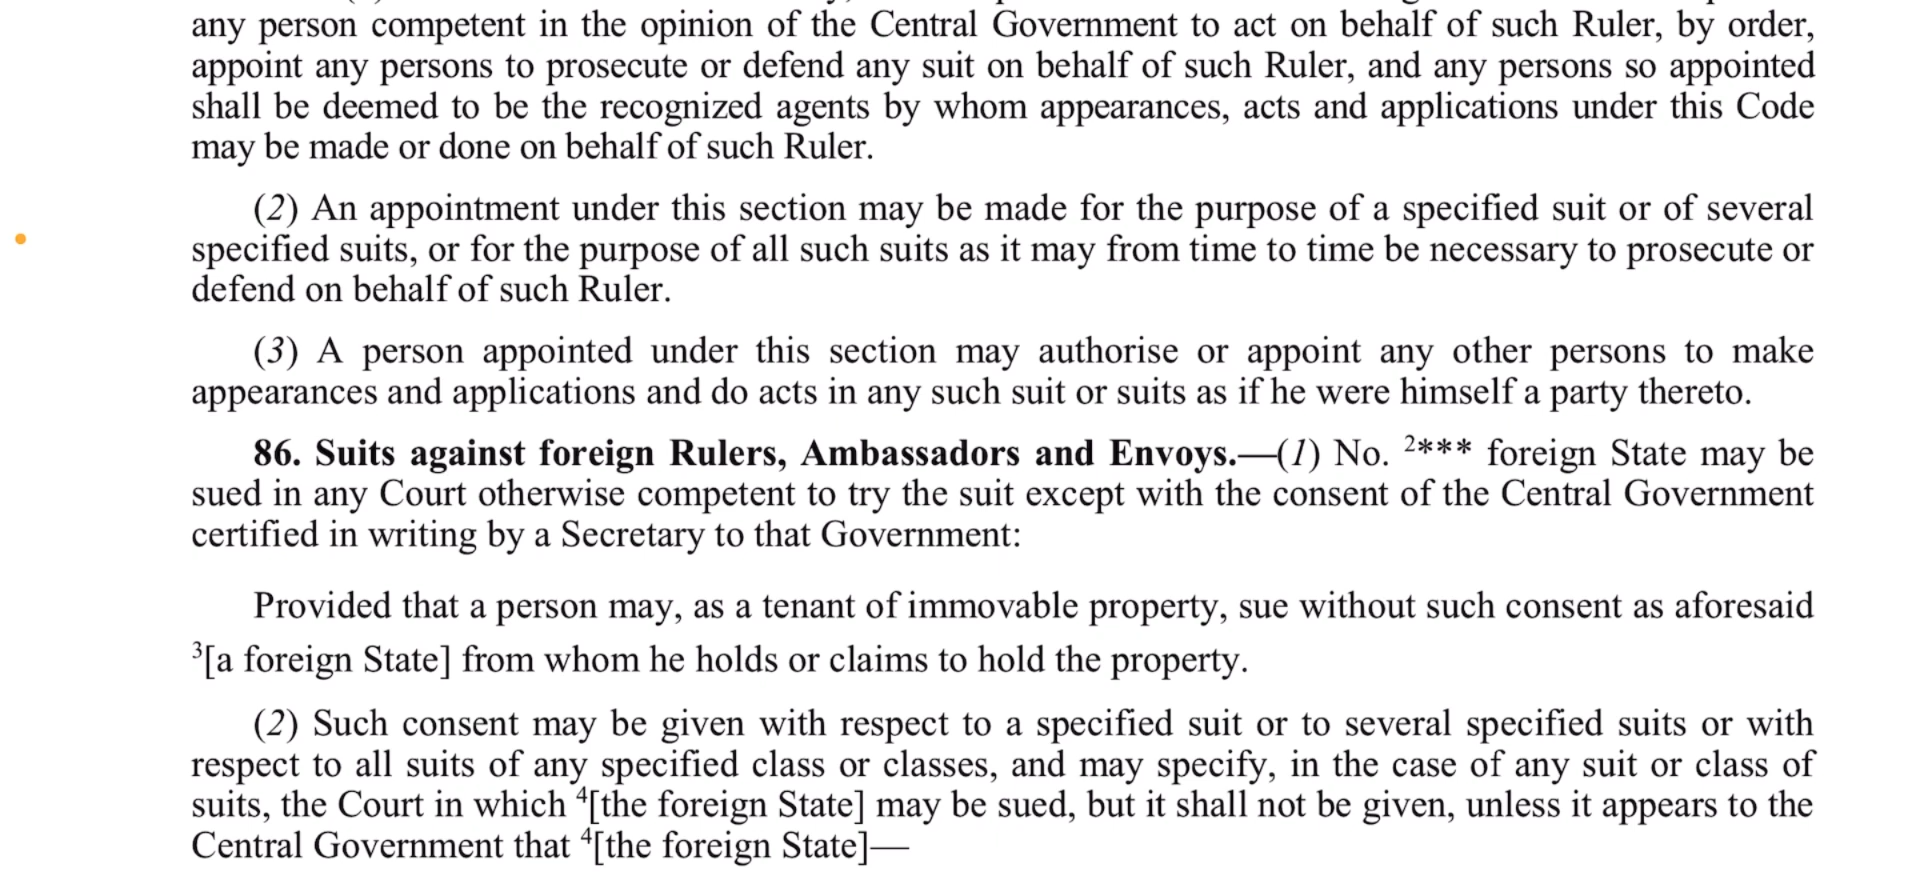 any person competent in the opinion of the Central Government to act on behalf of such Ruler, by order,
appoint any persons to prosecute or defend any suit on behalf of such Ruler, and any persons so appointed
shall be deemed to be the recognized agents by whom appearances, acts and applications under this Code
may be made or done on behalf of such Ruler.
(2) An appointment under this section may be made for the purpose of a specified suit or of several
specified suits, or for the purpose of all such suits as it may from time to time be necessary to prosecute or
defend on behalf of such Ruler.
(3) A person appointed under this section may authorise or appoint any other persons to make
appearances and applications and do acts in any such suit or suits as if he were himself a party thereto.
86. Suits against foreign Rulers, Ambassadors and Envoys.—(1) No. ²*** foreign State may be
sued in any Court otherwise competent to try the suit except with the consent of the Central Government
certified in writing by a Secretary to that Government:
Provided that a person may, as a tenant of immovable property, sue without such consent as aforesaid
³[a foreign State] from whom he holds or claims to hold the property.
(2) Such consent may be given with respect to a specified suit or to several specified suits or with
respect to all suits of any specified class or classes, and may specify, in the case of any suit or class of
suits, the Court in which ⁴[the foreign State] may be sued, but it shall not be given, unless it appears to the
Central Government that ⁴[the foreign State]—